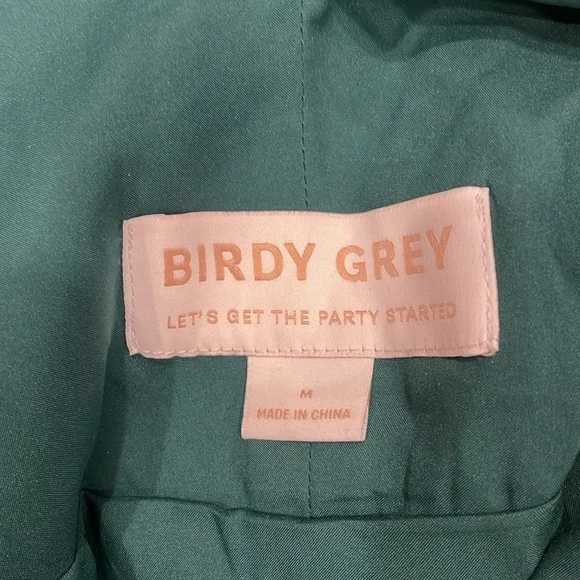 BIRDY GREY
LET'S GET THE PARTY STARTED
M
MADE IN CHINA